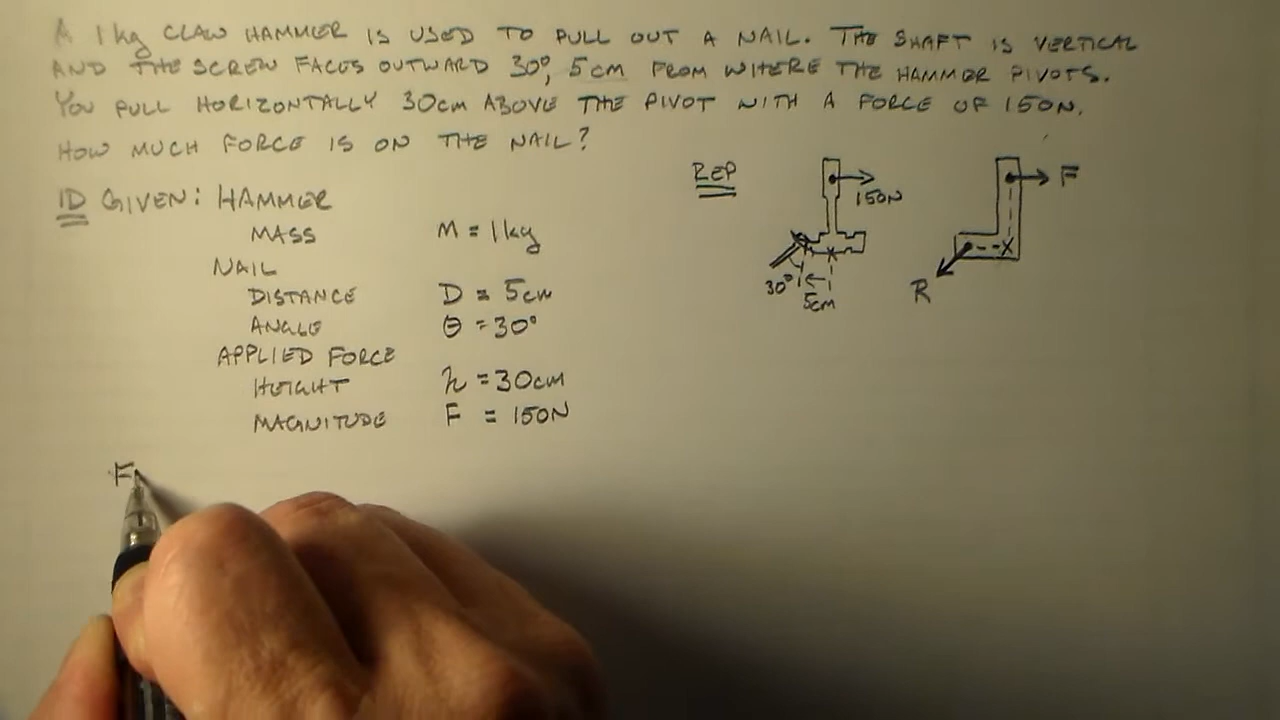 A 1kg CLAW HAMMER IS USED TO PULL OUT A NAIL. THE SHAFT IS VERTICAL
AND THE SCREW FACES OUTWARD 30°, 5cm FROM WHERE THE HAMMER PIVOTS.
YOU PULL HORIZONTALLY 30cm ABOVE THE PIVOT WITH A FORCE OF 150N.
HOW MUCH FORCE IS ON THE NAIL?
ID GIVEN: HAMMER
MASS M = 1kg
NAIL
DISTANCE D = 5cm
ANGLE θ = 30°
APPLIED FORCE
HEIGHT h = 30cm
MAGNITUDE F = 150N
F
REP
150N
30°
5cm
F
X
R